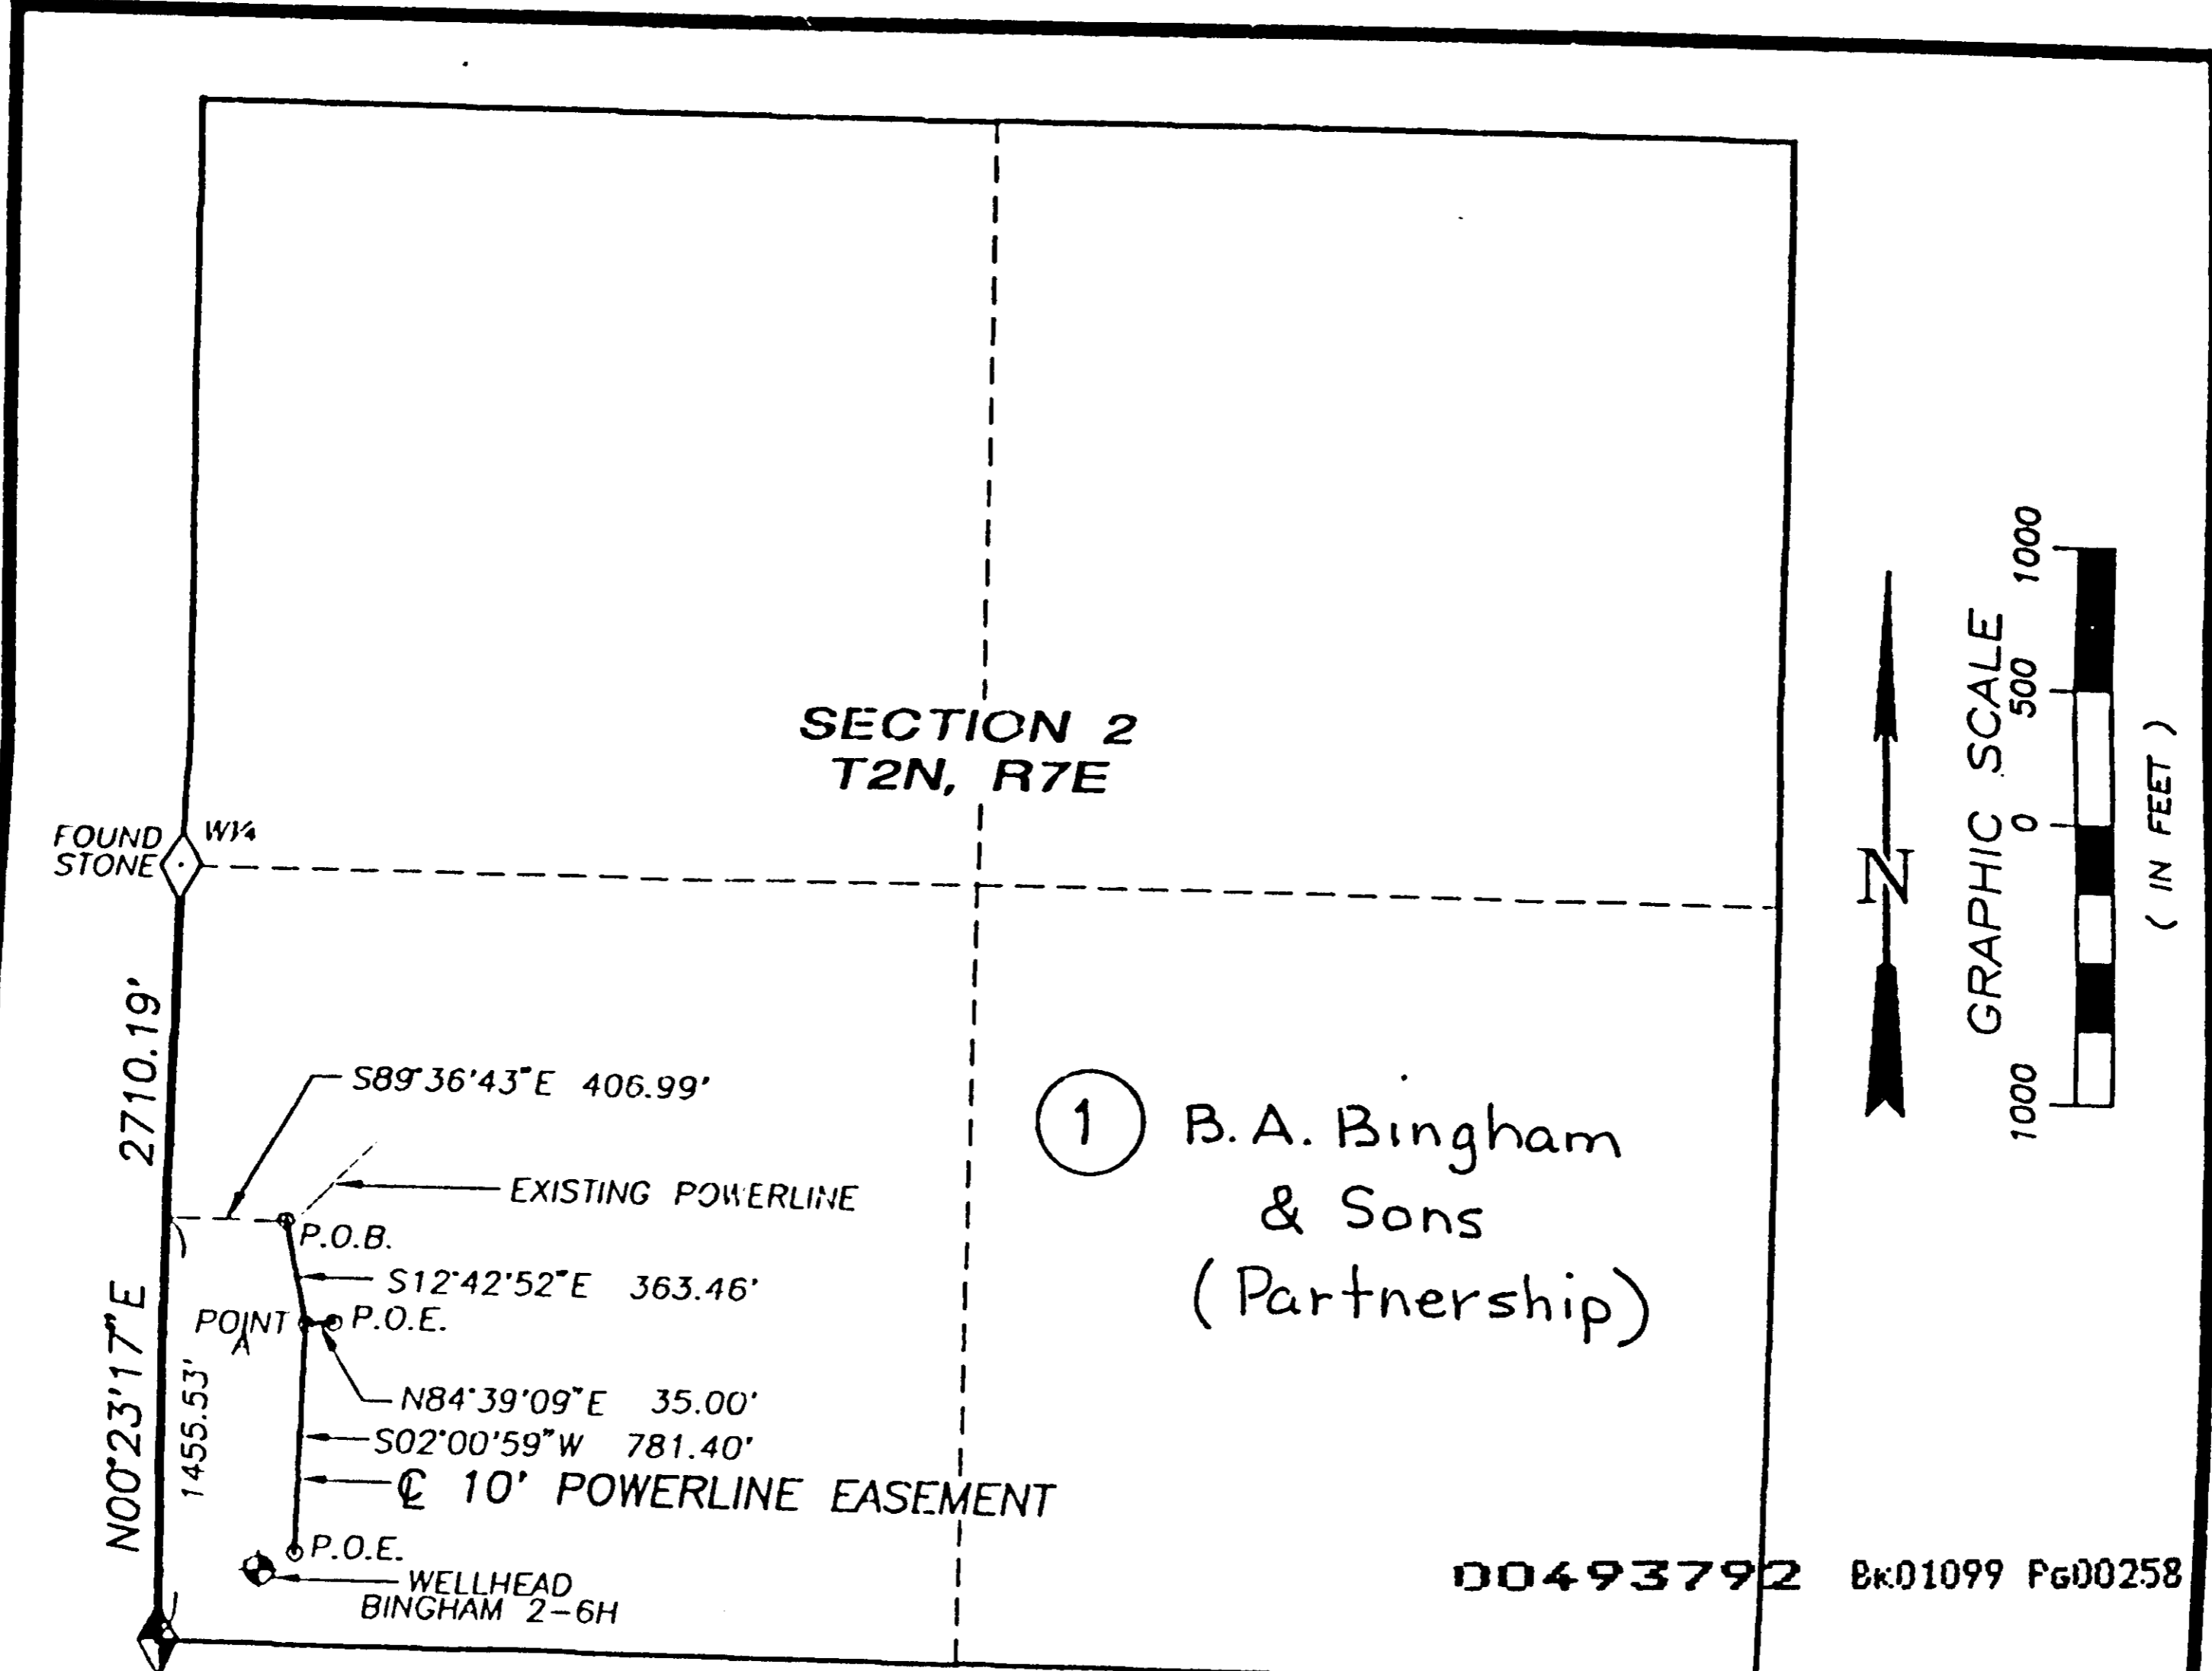 SECTION 2
T2N, R7E
FOUND
STONE
W¼
2710.19'
N00°23'17"E
1455.53'
S89°36'43"E 406.99'
EXISTING POWERLINE
P.O.B.
S12°42'52"E 363.46'
POINT
A
P.O.E.
N84°39'09"E 35.00'
S02°00'59"W 781.40'
℄ 10' POWERLINE EASEMENT
P.O.E.
WELLHEAD
BINGHAM 2-6H
1 B.A. Bingham
& Sons
(Partnership)
N
GRAPHIC SCALE
1000 0 500 1000
( IN FEET )
00493792 BK01099 PG00258